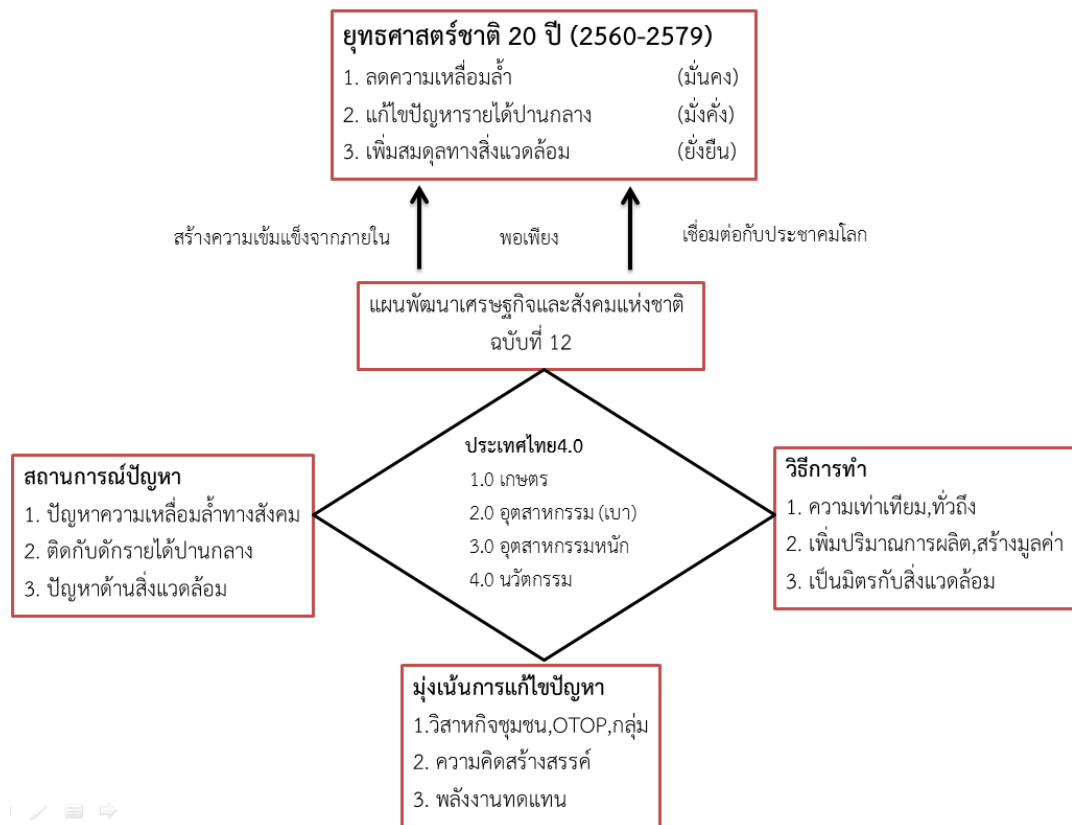 ยุทธศาสตร์ชาติ 20 ปี (2560-2579)
1. ลดความเหลื่อมล้ำ (มั่นคง)
2. แก้ไขปัญหารายได้ปานกลาง (มั่งคั่ง)
3. เพิ่มสมดุลทางสิ่งแวดล้อม (ยั่งยืน)
สร้างความเข้มแข็งจากภายใน พอเพียง เชื่อมต่อกับประชาคมโลก
แผนพัฒนาเศรษฐกิจและสังคมแห่งชาติ
ฉบับที่ 12
สถานการณ์ปัญหา
1. ปัญหาความเหลื่อมล้ำทางสังคม
2. ติดกับดักรายได้ปานกลาง
3. ปัญหาด้านสิ่งแวดล้อม
ประเทศไทย4.0
1.0 เกษตร
2.0 อุตสาหกรรม (เบา)
3.0 อุตสาหกรรมหนัก
4.0 นวัตกรรม
วิธีการทำ
1. ความเท่าเทียม,ทั่วถึง
2. เพิ่มปริมาณการผลิต,สร้างมูลค่า
3. เป็นมิตรกับสิ่งแวดล้อม
มุ่งเน้นการแก้ไขปัญหา
1.วิสาหกิจชุมชน,OTOP,กลุ่ม
2. ความคิดสร้างสรรค์
3. พลังงานทดแทน